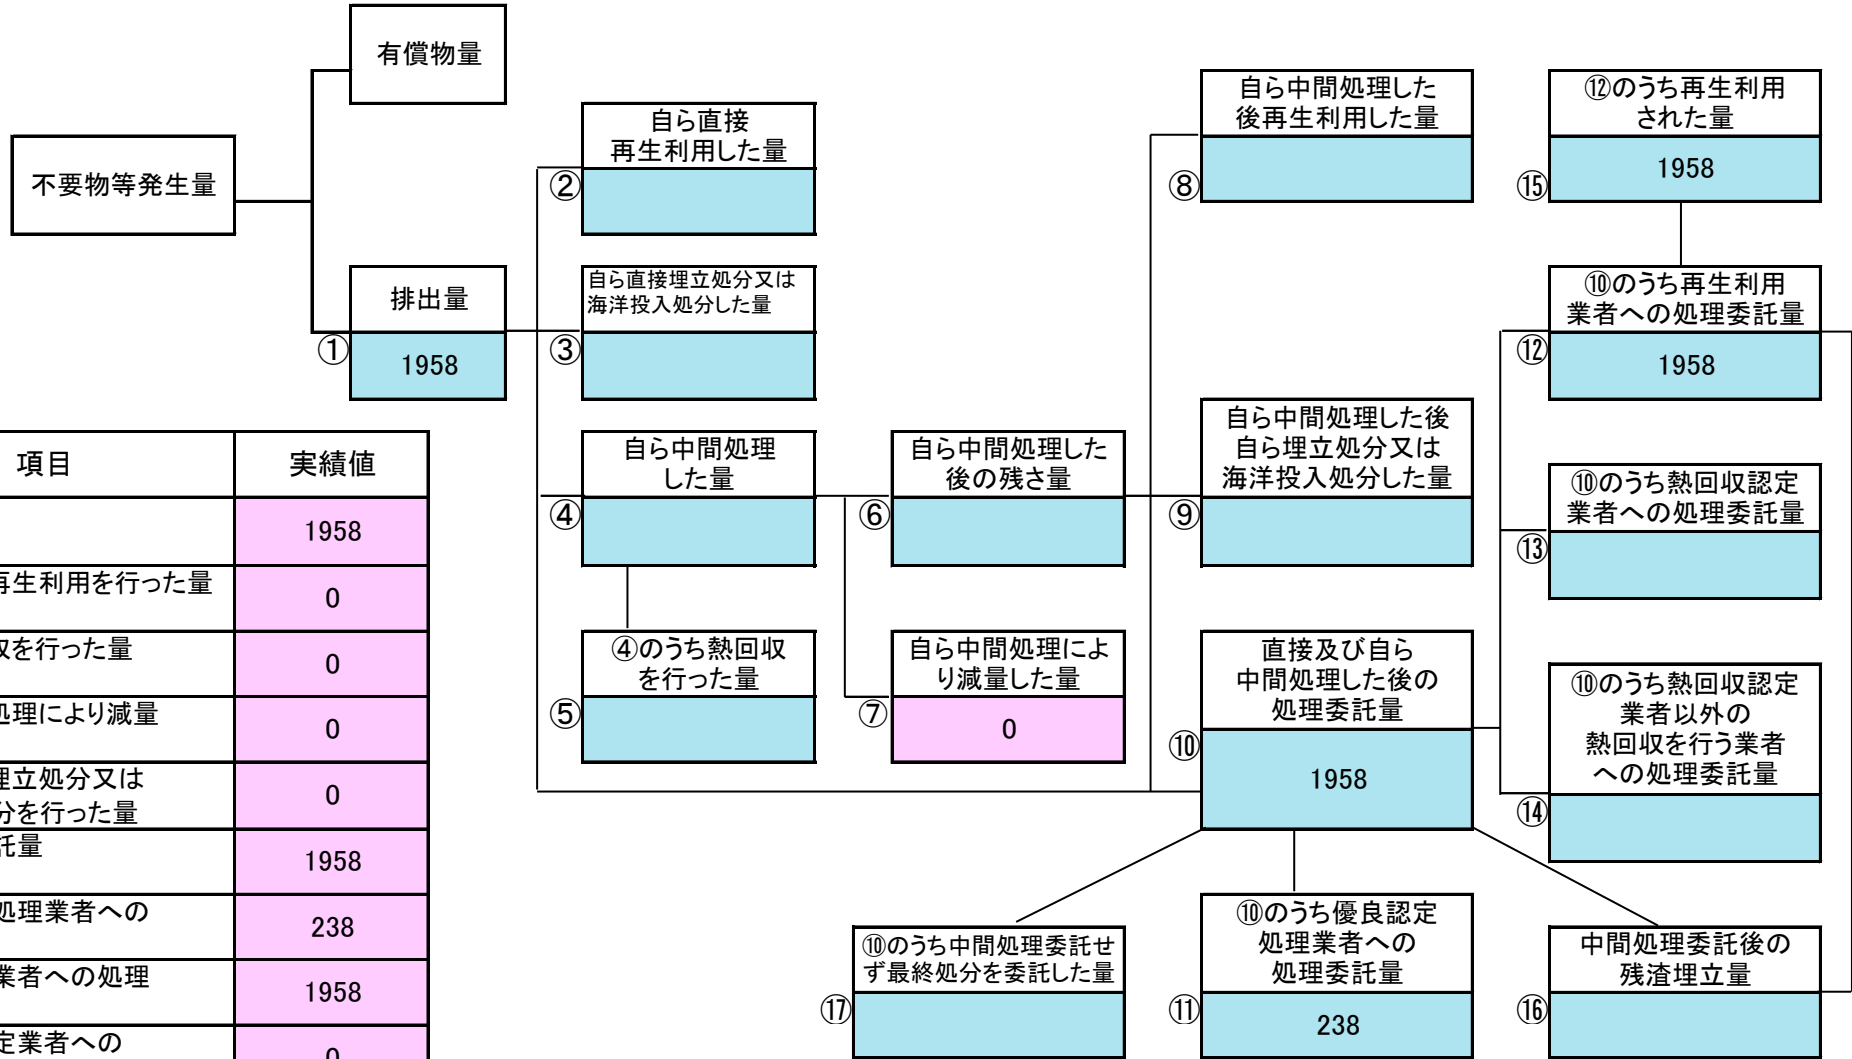 有償物量
不要物等発生量
排出量
①
1958
自ら直接
再生利用した量
②
自ら直接埋立処分又は
海洋投入処分した量
③
自ら中間処理
した量
④
④のうち熱回収
を行った量
⑤
自ら中間処理した
後の残さ量
⑥
自ら中間処理によ
り減量した量
⑦
0
自ら中間処理した
後再生利用した量
⑧
自ら中間処理した後
自ら埋立処分又は
海洋投入処分した量
⑨
直接及び自ら
中間処理した後の
処理委託量
⑩
1958
⑫のうち再生利用
された量
⑮
1958
⑩のうち再生利用
業者への処理委託量
⑫
1958
⑩のうち熱回収認定
業者への処理委託量
⑬
⑩のうち熱回収認定
業者以外の
熱回収を行う業者
への処理委託量
⑭
⑩のうち中間処理委託せ
ず最終処分を委託した量
⑰
⑩のうち優良認定
処理業者への
処理委託量
⑪
238
中間処理委託後の
残渣埋立量
⑯
項目
実績値
1958
再生利用を行った量
0
を行った量
0
処理により減量
0
埋立処分又は
分を行った量
0
託量
1958
処理業者への
238
業者への処理
1958
定業者への
0